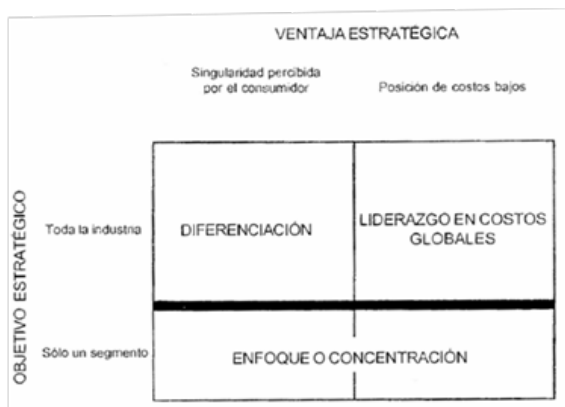 VENTAJA ESTRATÉGICA
Singularidad percibida
por el consumidor
Posición de costos bajos
OBJETIVO ESTRATÉGICO
Toda la industria
DIFERENCIACIÓN
LIDERAZGO EN COSTOS
GLOBALES
Sólo un segmento
ENFOQUE O CONCENTRACIÓN